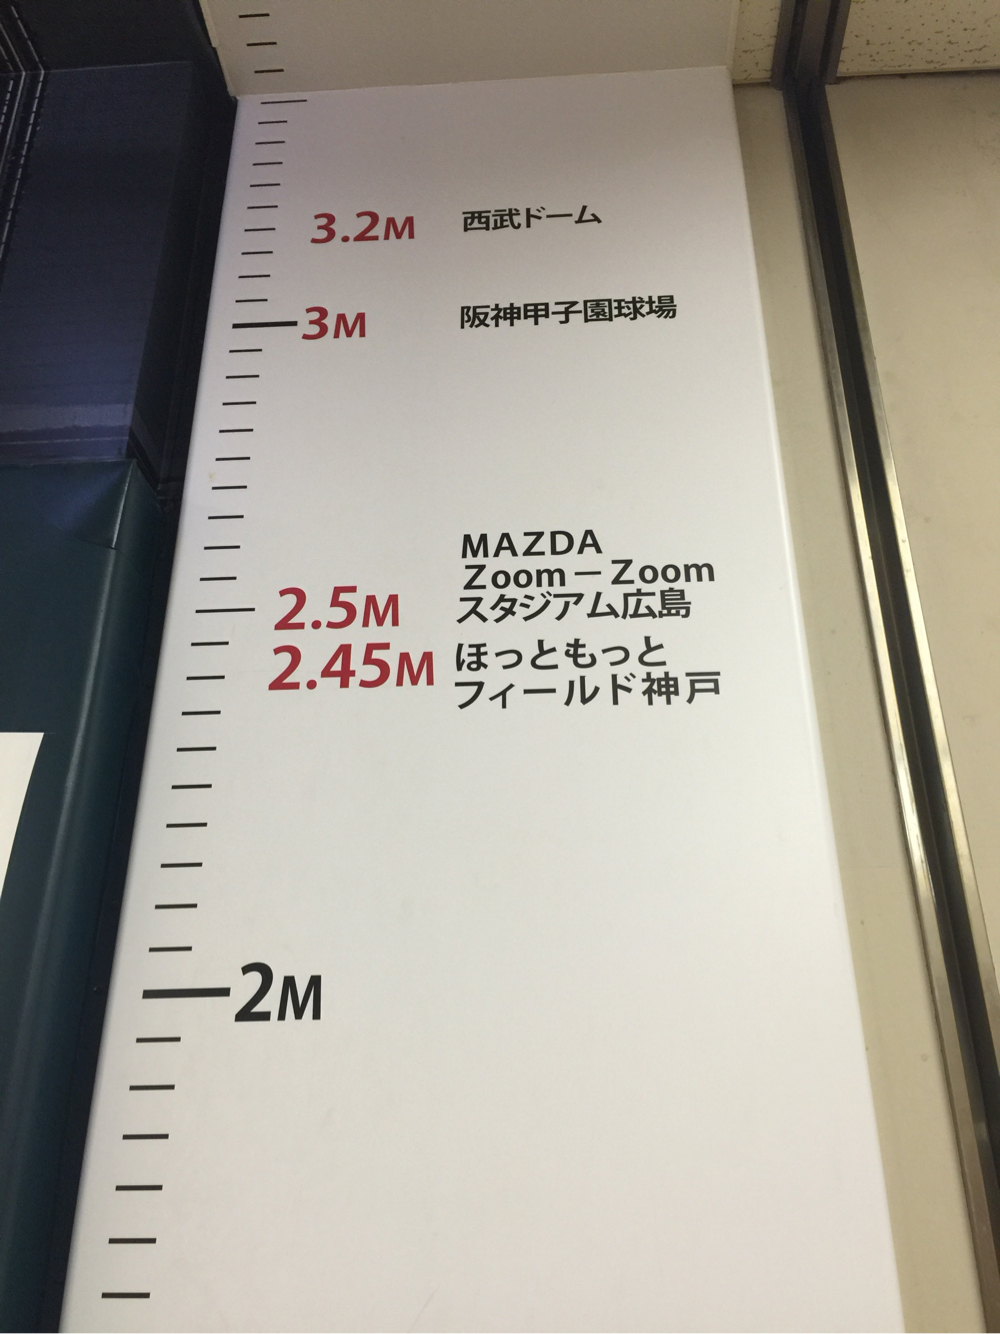 3.2M 西武ドーム
3M 阪神甲子園球場
MAZDA
Zoom－Zoom
2.5M スタジアム広島
2.45M ほっともっと
フィールド神戸
2M